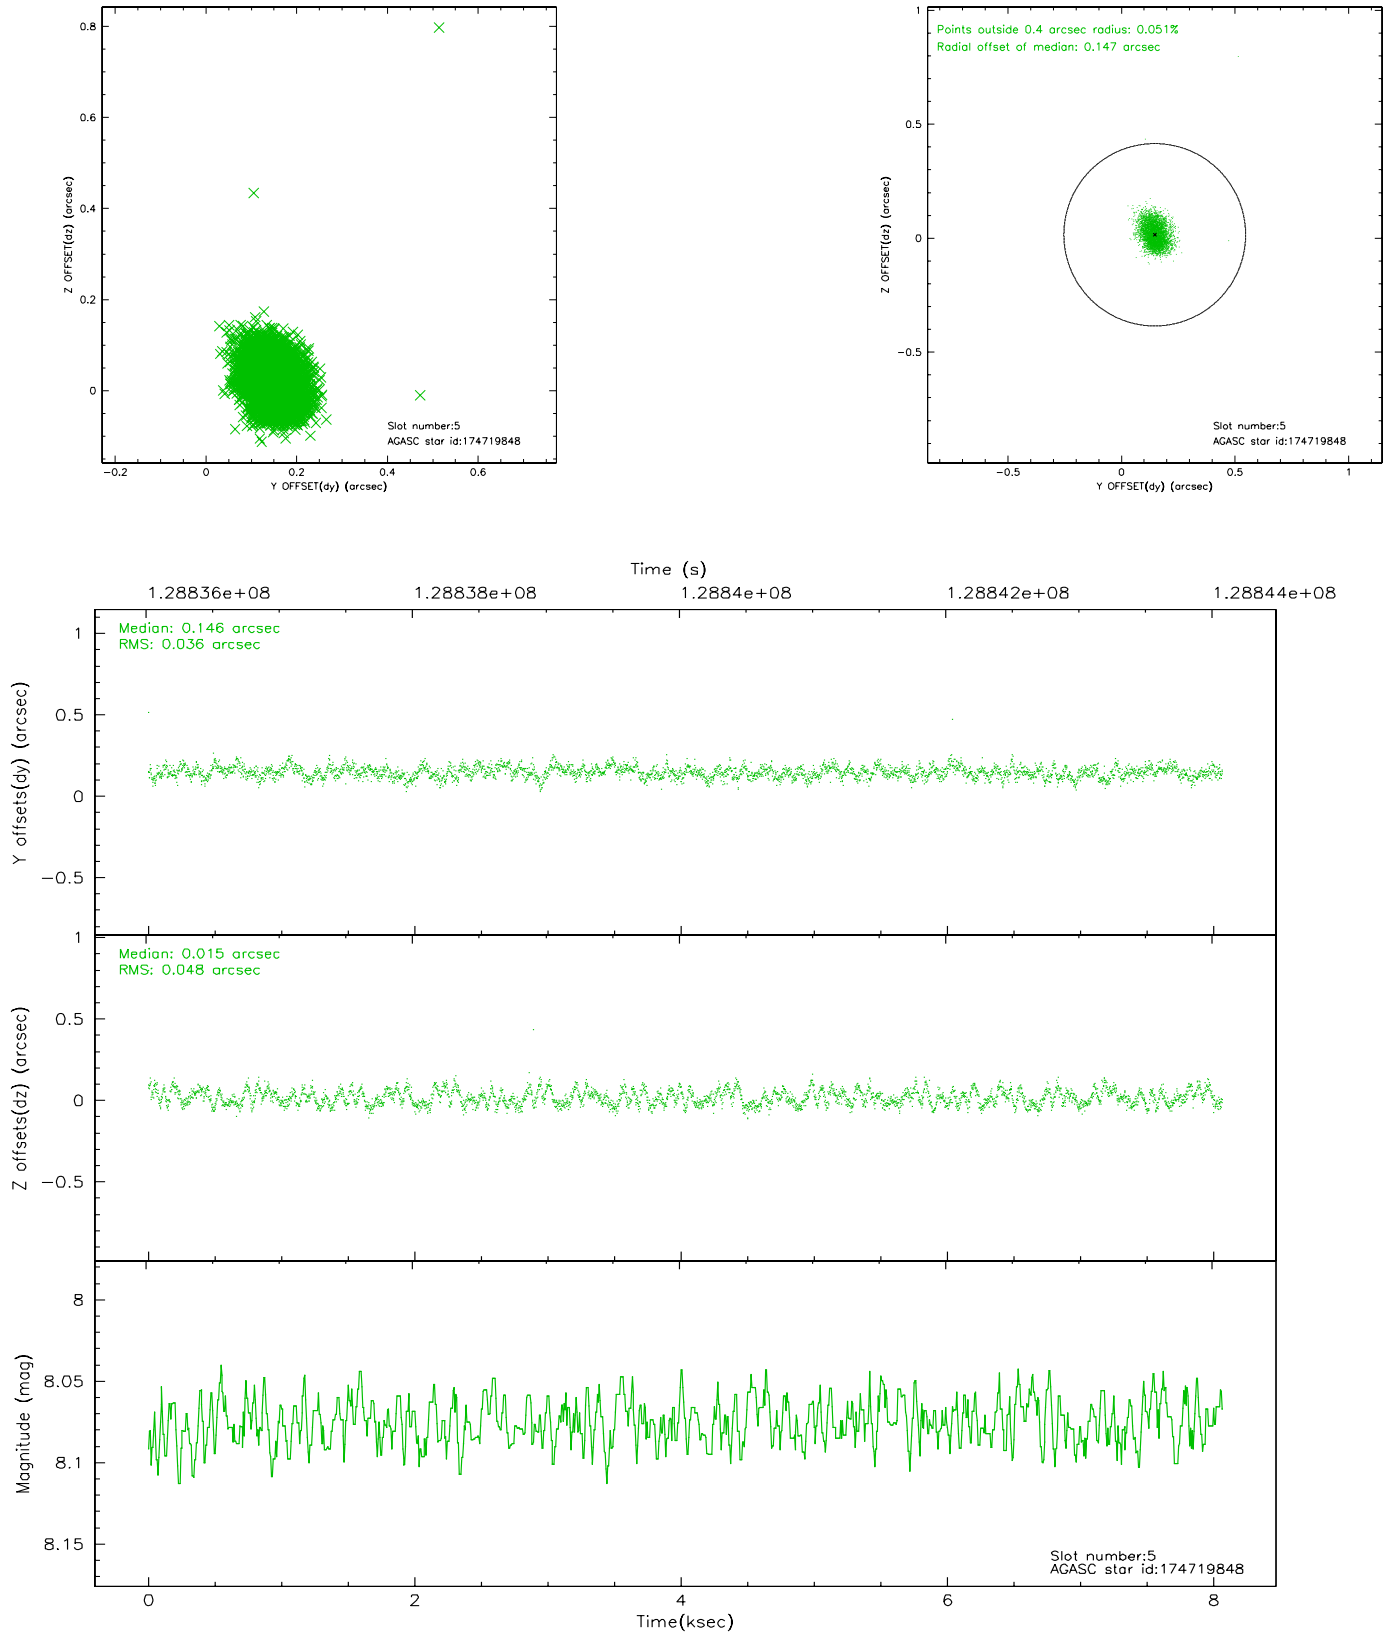 0.8
0.6
0.4
0.2
0
Z OFFSET(dz) (arcsec)
Slot number:5
AGASC star id:174719848
−0.2 0 0.2 0.4 0.6
Y OFFSET(dy) (arcsec)
Points outside 0.4 arcsec radius: 0.051%
Radial offset of median: 0.147 arcsec
1
0.5
0
−0.5
Z OFFSET(dz) (arcsec)
Slot number:5
AGASC star id:174719848
−0.5 0 0.5 1
Y OFFSET(dy) (arcsec)
Time (s)
1.28836e+08 1.28838e+08 1.2884e+08 1.28842e+08 1.28844e+08
Median: 0.146 arcsec
RMS: 0.036 arcsec
1
0.5
0
−0.5
Y offsets(dy) (arcsec)
Median: 0.015 arcsec
RMS: 0.048 arcsec
1
0.5
0
−0.5
Z offsets(dz) (arcsec)
8
8.05
8.1
8.15
Magnitude (mag)
Slot number:5
AGASC star id:174719848
0 2 4 6 8
Time(ksec)